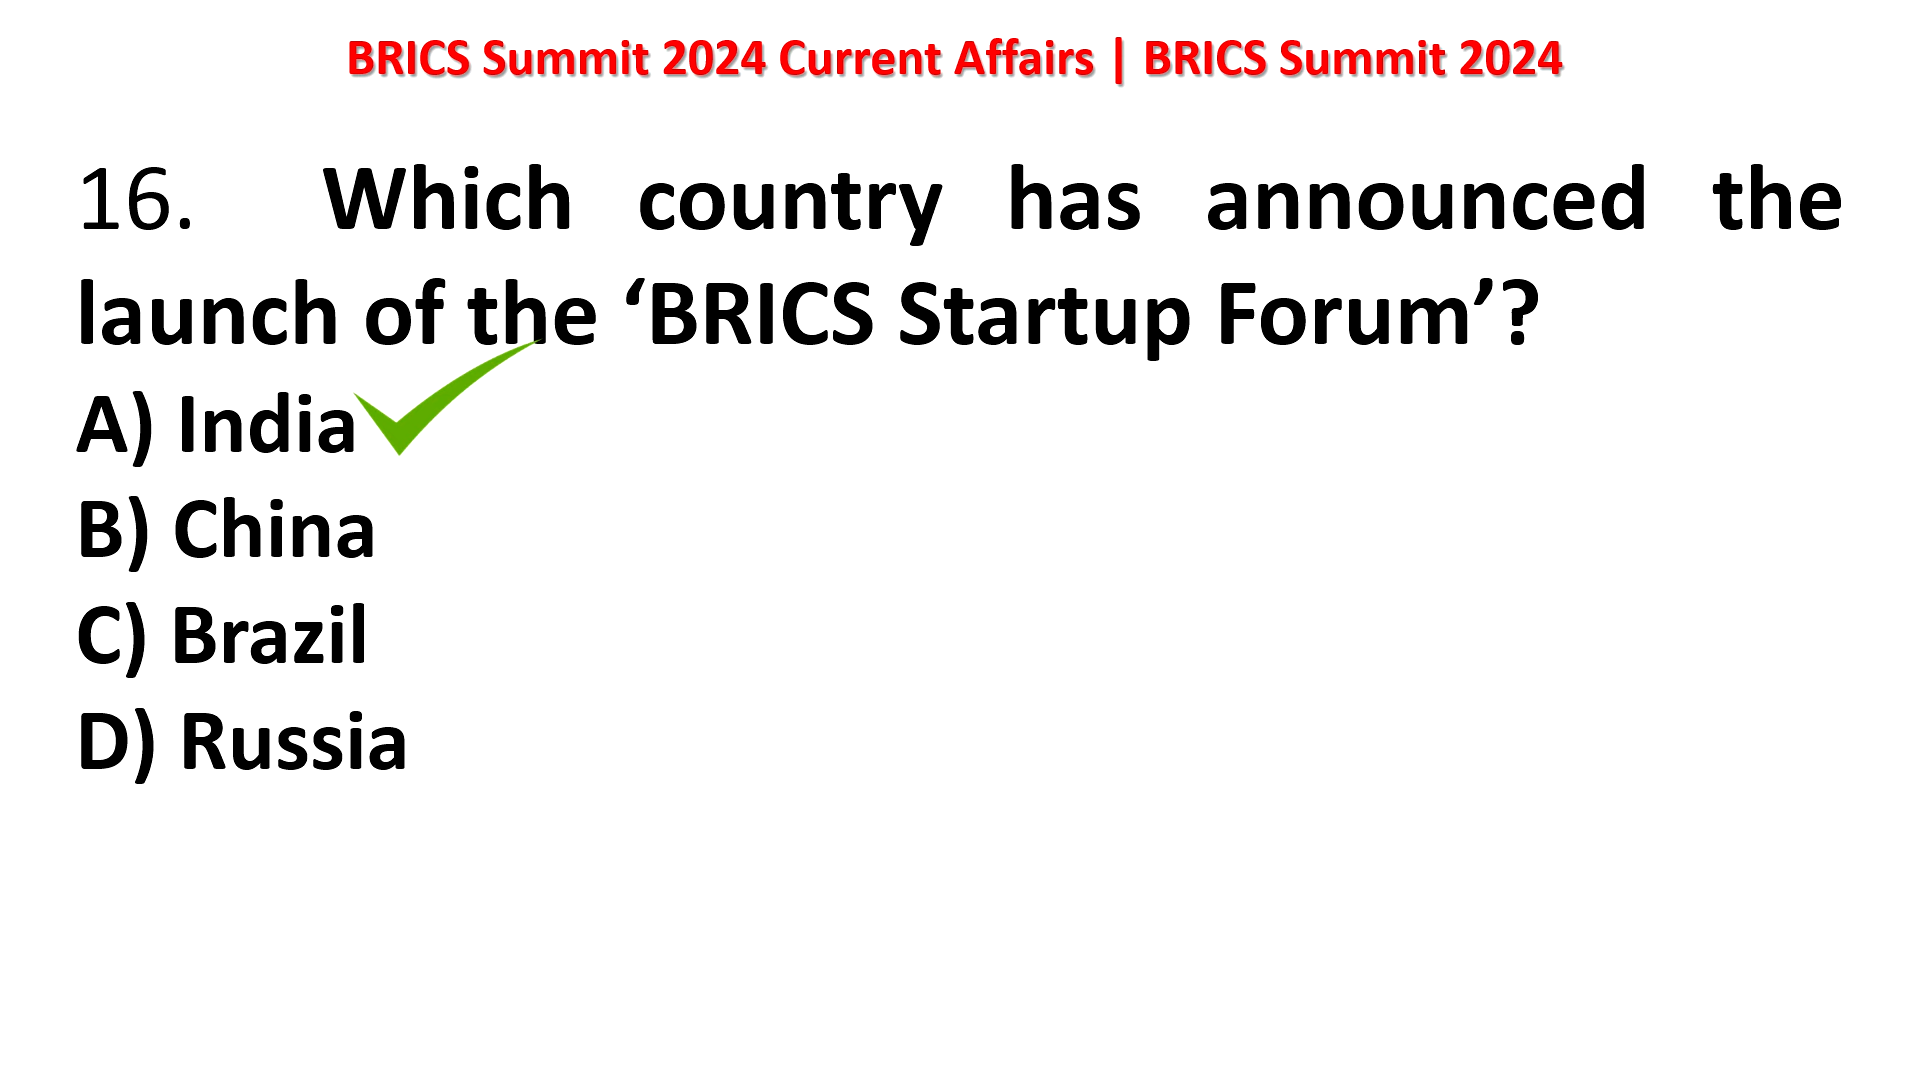 BRICS Summit 2024 Current Affairs | BRICS Summit 2024
16. Which country has announced the
launch of the ‘BRICS Startup Forum’?
A) India
B) China
C) Brazil
D) Russia